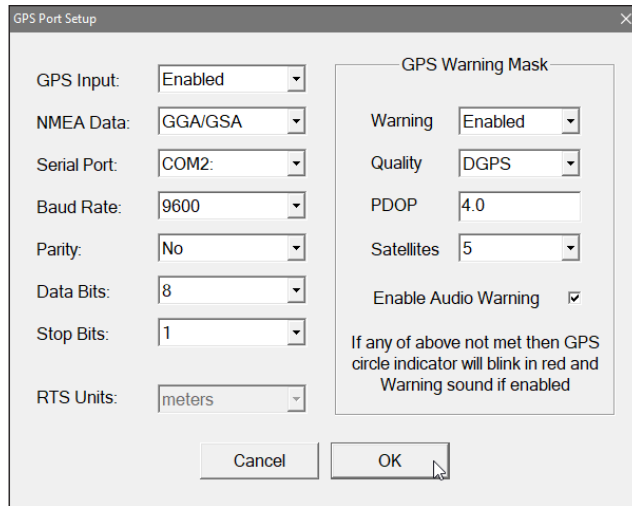 GPS Port Setup
GPS Input: Enabled
NMEA Data: GGA/GSA
Serial Port: COM2:
Baud Rate: 9600
Parity: No
Data Bits: 8
Stop Bits: 1
RTS Units: meters
GPS Warning Mask
Warning Enabled
Quality DGPS
PDOP 4.0
Satellites 5
Enable Audio Warning
If any of above not met then GPS
circle indicator will blink in red and
Warning sound if enabled
Cancel OK